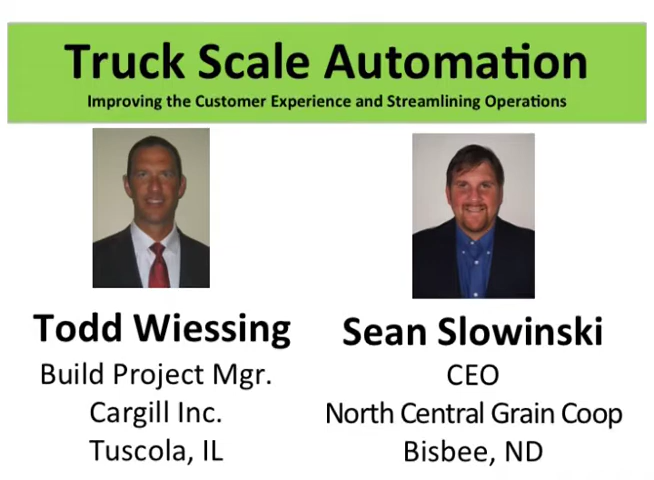 Truck Scale Automation
Improving the Customer Experience and Streamlining Operations
Todd Wiessing
Build Project Mgr.
Cargill Inc.
Tuscola, IL
Sean Slowinski
CEO
North Central Grain Coop
Bisbee, ND